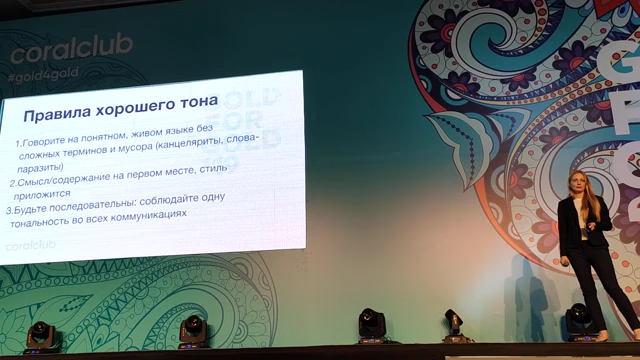 coralclub
#gold4gold
Правила хорошего тона
1.Говорите на понятном, живом языке без
сложных терминов и мусора (канцеляриты, слова-
паразиты)
2.Смысл/содержание на первом месте, стиль
приложится
3.Будьте последовательны: соблюдайте одну
тональность во всех коммуникациях
coralclub